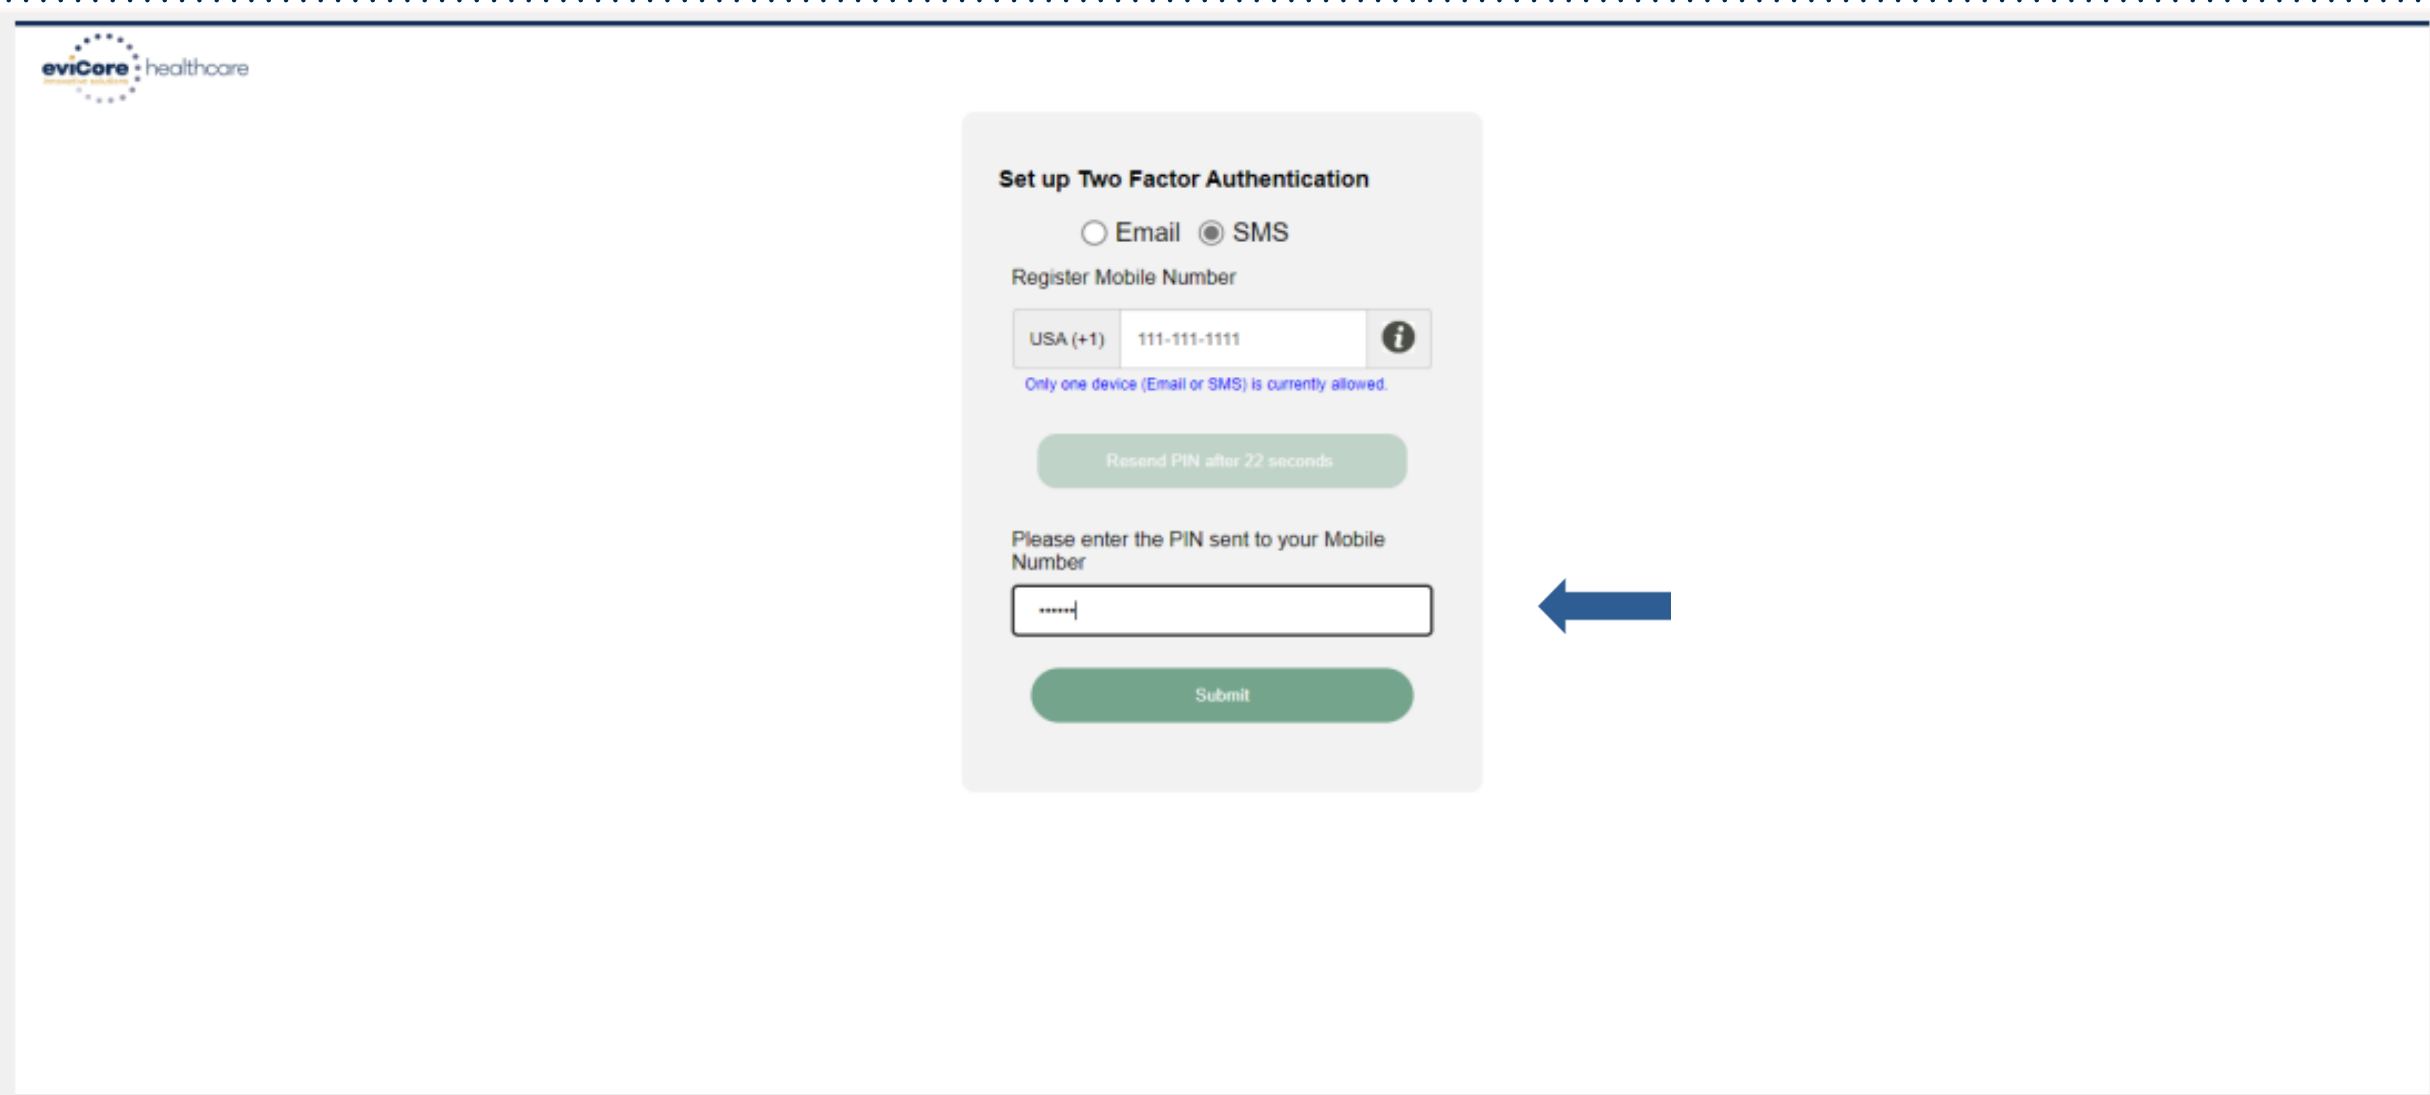 eviCore healthcare
innovative solutions
Set up Two Factor Authentication
Email SMS
Register Mobile Number
USA (+1) 111-111-1111
Only one device (Email or SMS) is currently allowed.
Resend PIN after 22 seconds
Please enter the PIN sent to your Mobile
Number
Submit